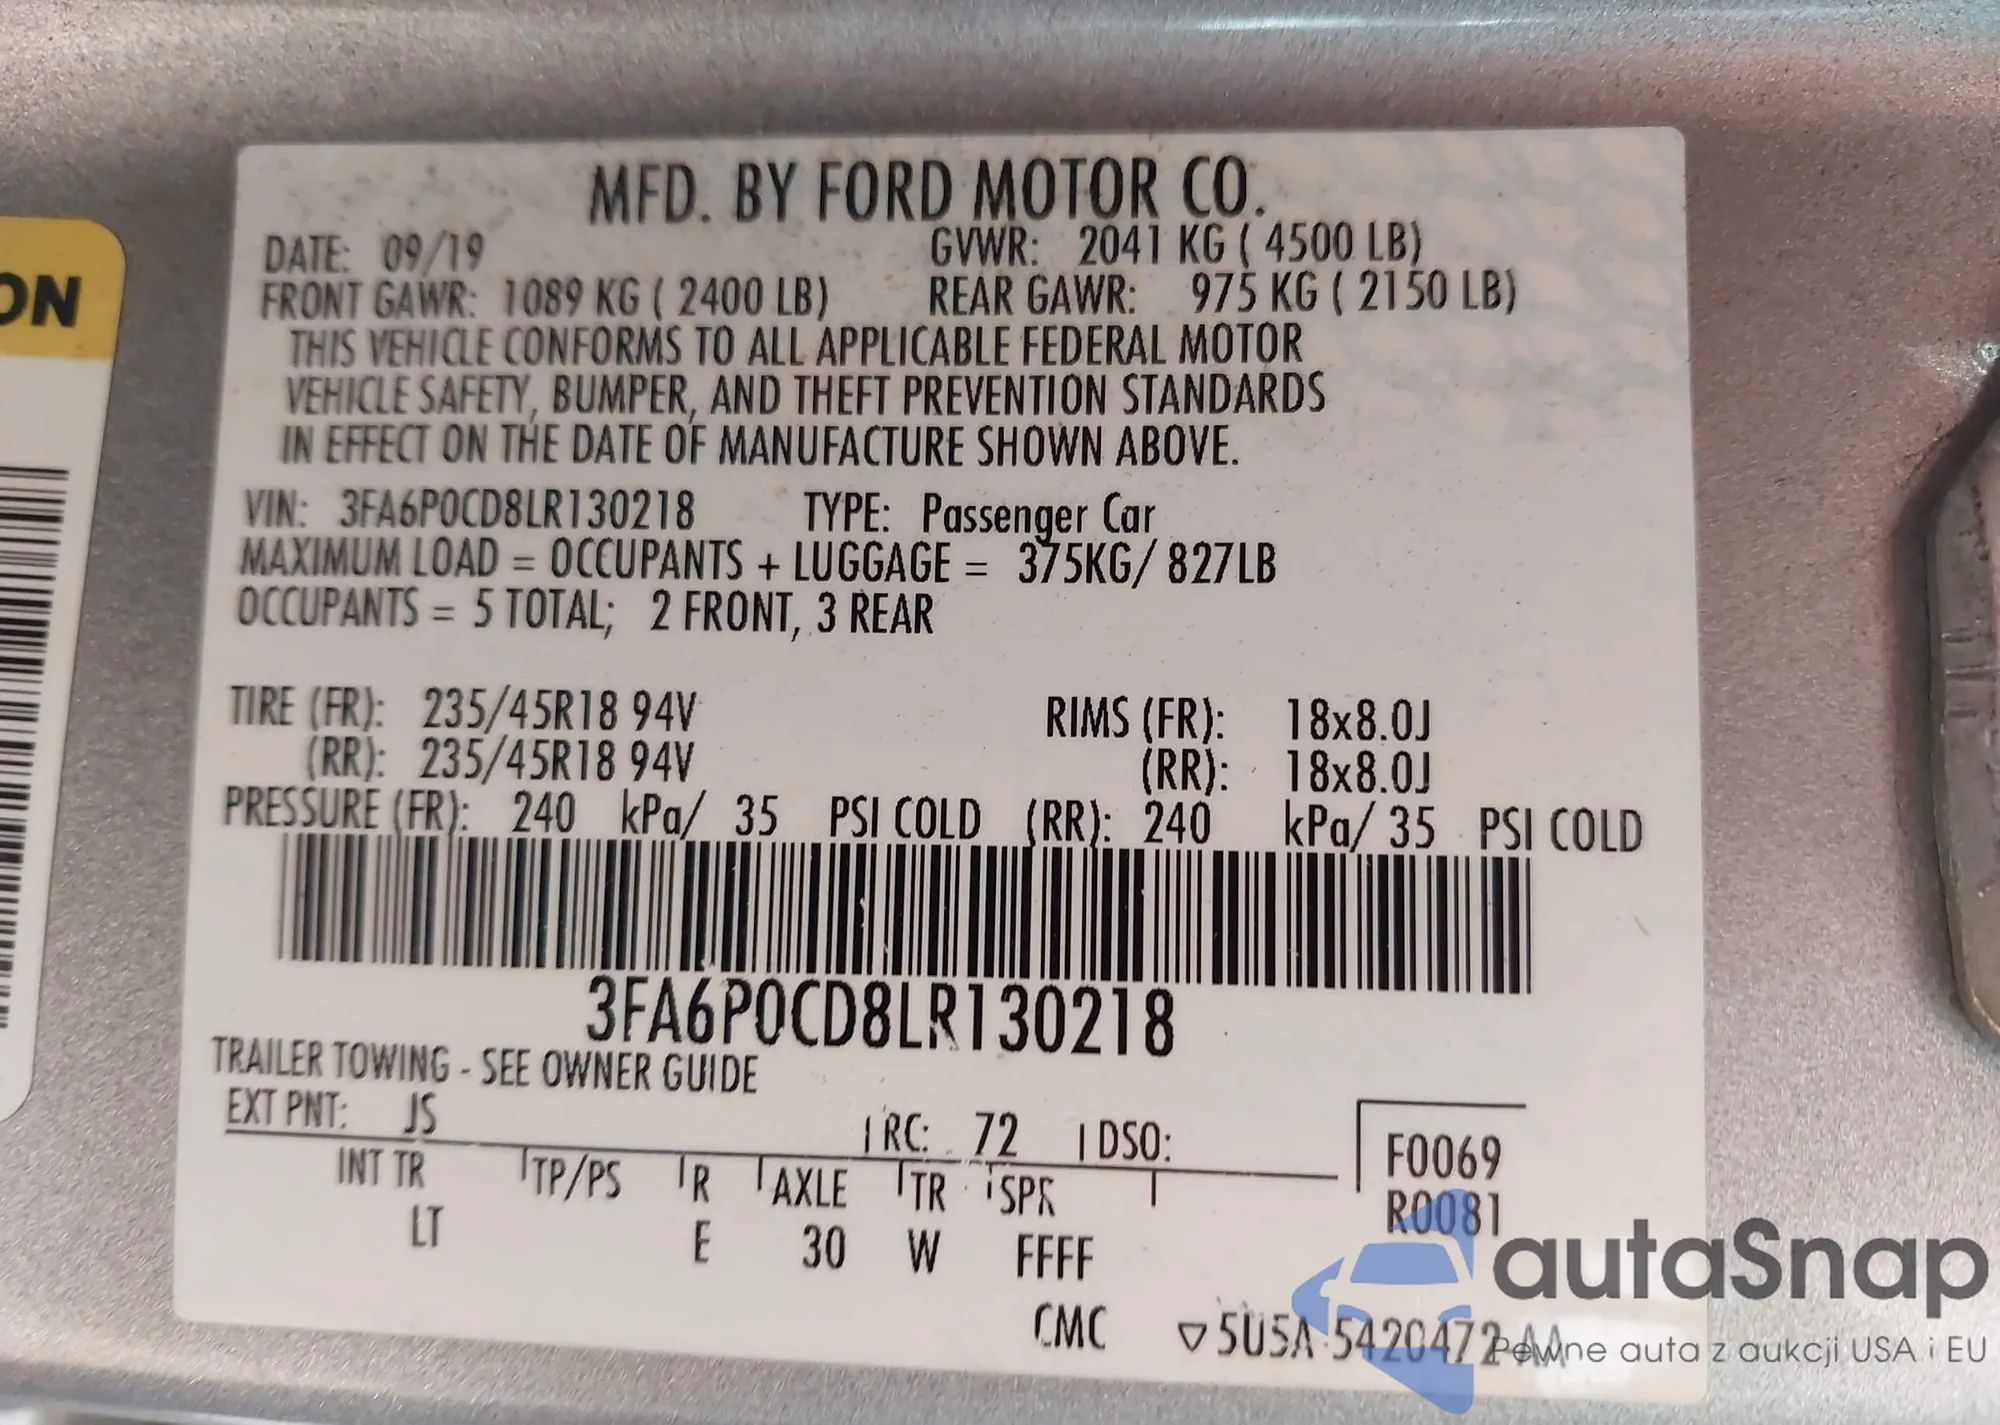 ON
MFD. BY FORD MOTOR CO.
DATE: 09/19 GVWR: 2041 KG ( 4500 LB)
FRONT GAWR: 1089 KG ( 2400 LB) REAR GAWR: 975 KG ( 2150 LB)
THIS VEHICLE CONFORMS TO ALL APPLICABLE FEDERAL MOTOR
VEHICLE SAFETY, BUMPER, AND THEFT PREVENTION STANDARDS
IN EFFECT ON THE DATE OF MANUFACTURE SHOWN ABOVE.
VIN: 3FA6P0CD8LR130218 TYPE: Passenger Car
MAXIMUM LOAD = OCCUPANTS + LUGGAGE = 375KG/ 827LB
OCCUPANTS = 5 TOTAL; 2 FRONT, 3 REAR
TIRE (FR): 235/45R18 94V RIMS (FR): 18x8.0J
(RR): 235/45R18 94V (RR): 18x8.0J
PRESSURE (FR): 240 kPa/ 35 PSI COLD (RR): 240 kPa/ 35 PSI COLD
3FA6P0CD8LR130218
TRAILER TOWING - SEE OWNER GUIDE
EXT PNT: JS RC: 72 DSO: F0069
INT TR TP/PS R AXLE TR SPR R0081
LT E 30 W FFFF
CMC ▽5U5A 5420472 AA
autaSnap
Pewne auta z aukcji USA i EU